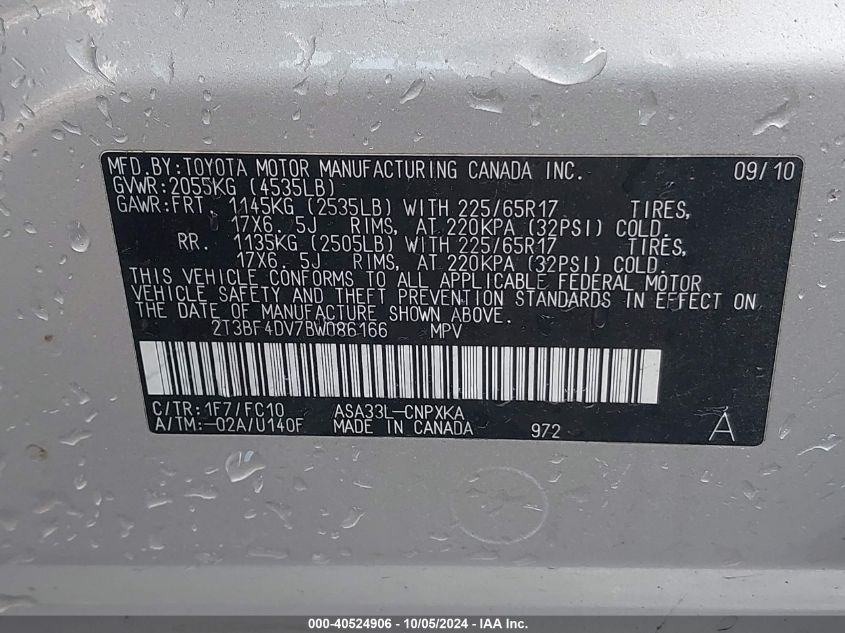 MFD.BY:TOYOTA MOTOR MANUFACTURING CANADA INC. 09/10
GVWR:2055KG (4535LB)
GAWR:FRT 1145KG (2535LB) WITH 225/65R17 TIRES,
17X6.5J RIMS, AT 220KPA (32PSI) COLD.
RR. 1135KG (2505LB) WITH 225/65R17 TIRES,
17X6.5J RIMS, AT 220KPA (32PSI) COLD.
THIS VEHICLE CONFORMS TO ALL APPLICABLE FEDERAL MOTOR
VEHICLE SAFETY AND THEFT PREVENTION STANDARDS IN EFFECT ON
THE DATE OF MANUFACTURE SHOWN ABOVE.
2T3BF4DV7BW086166 MPV
C/TR:1F7/FC10 ASA33L-CNPXKA
A/TM:-02A/U140F MADE IN CANADA 972 A
000-40524906 - 10/05/2024 - IAA Inc.